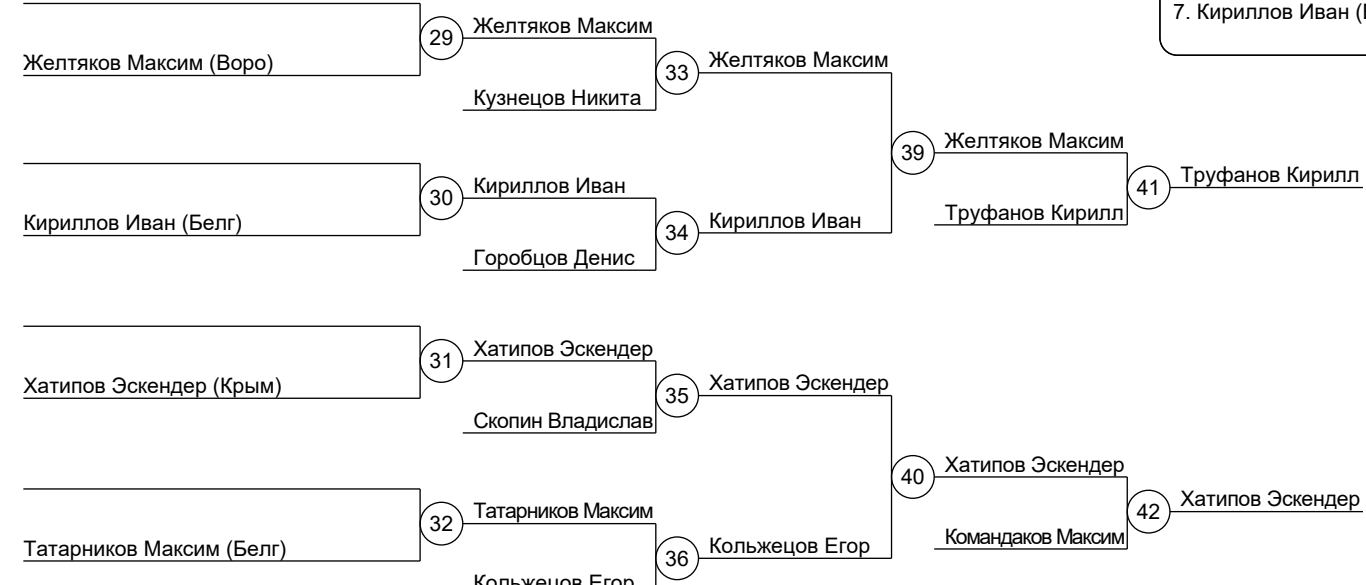 7. Кириллов Иван
Желтяков Максим
29
Желтяков Максим (Воро)
Желтяков Максим
33
Кузнецов Никита
Желтяков Максим
39
Кириллов Иван
30
Кириллов Иван (Белг)
Кириллов Иван
34
Горобцов Денис
Труфанов Кирилл
41
Труфанов Кирилл
Хатипов Эскендер
31
Хатипов Эскендер (Крым)
Хатипов Эскендер
35
Скопин Владислав
Хатипов Эскендер
40
Татарников Максим
32
Татарников Максим (Белг)
Кольжецов Егор
36
Кольжецов Егор
Хатипов Эскендер
42
Командаков Максим